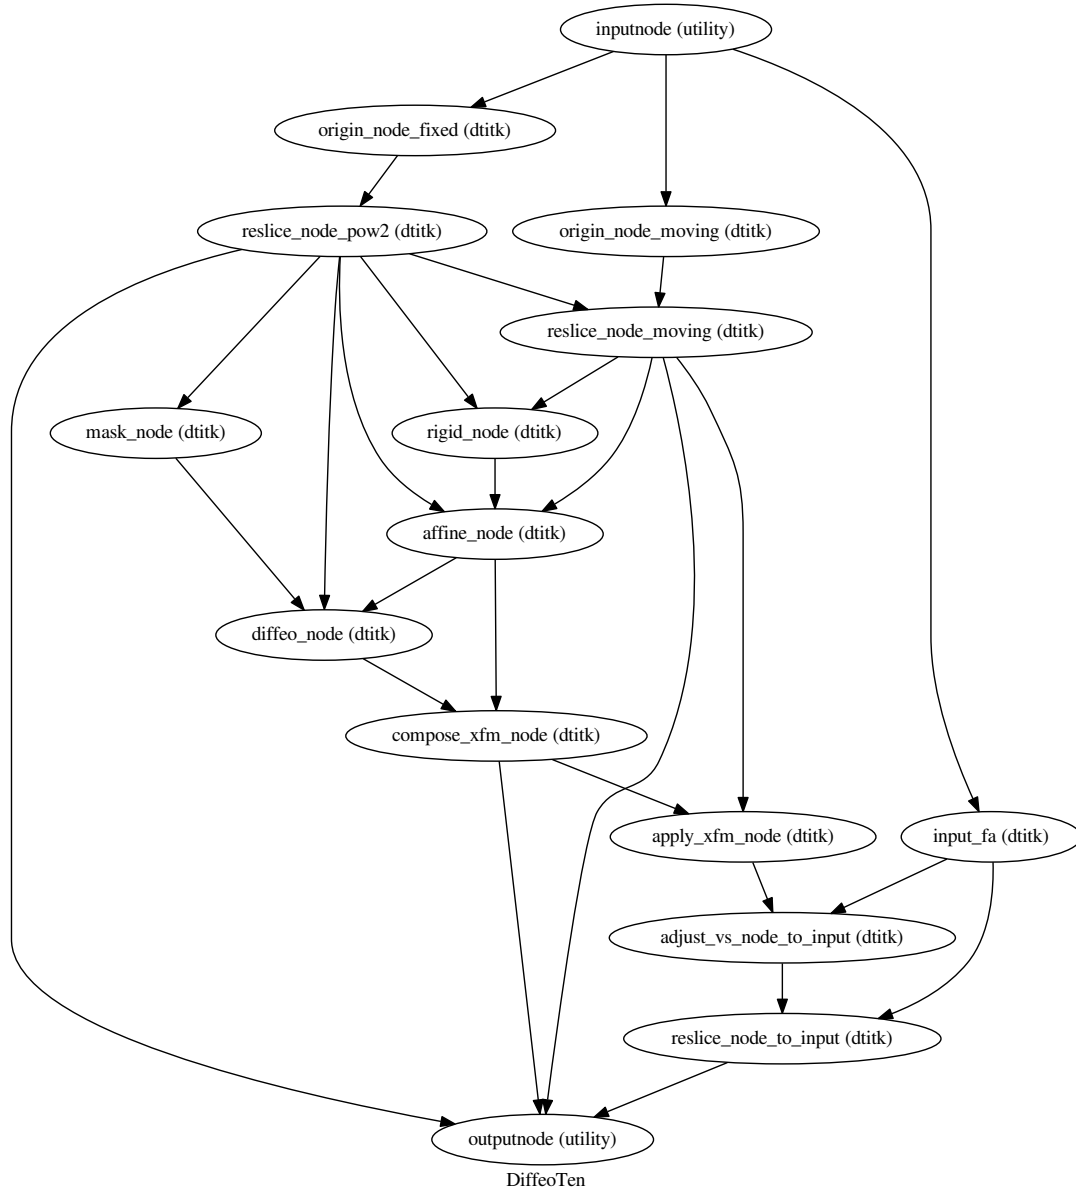 inputnode (utility)
origin_node_fixed (dtitk)
reslice_node_pow2 (dtitk)
origin_node_moving (dtitk)
reslice_node_moving (dtitk)
mask_node (dtitk)
rigid_node (dtitk)
affine_node (dtitk)
diffeo_node (dtitk)
compose_xfm_node (dtitk)
apply_xfm_node (dtitk)
input_fa (dtitk)
adjust_vs_node_to_input (dtitk)
reslice_node_to_input (dtitk)
outputnode (utility)
DiffeoTen